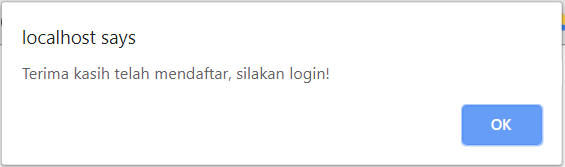 localhost says
Terima kasih telah mendaftar, silakan login!
OK